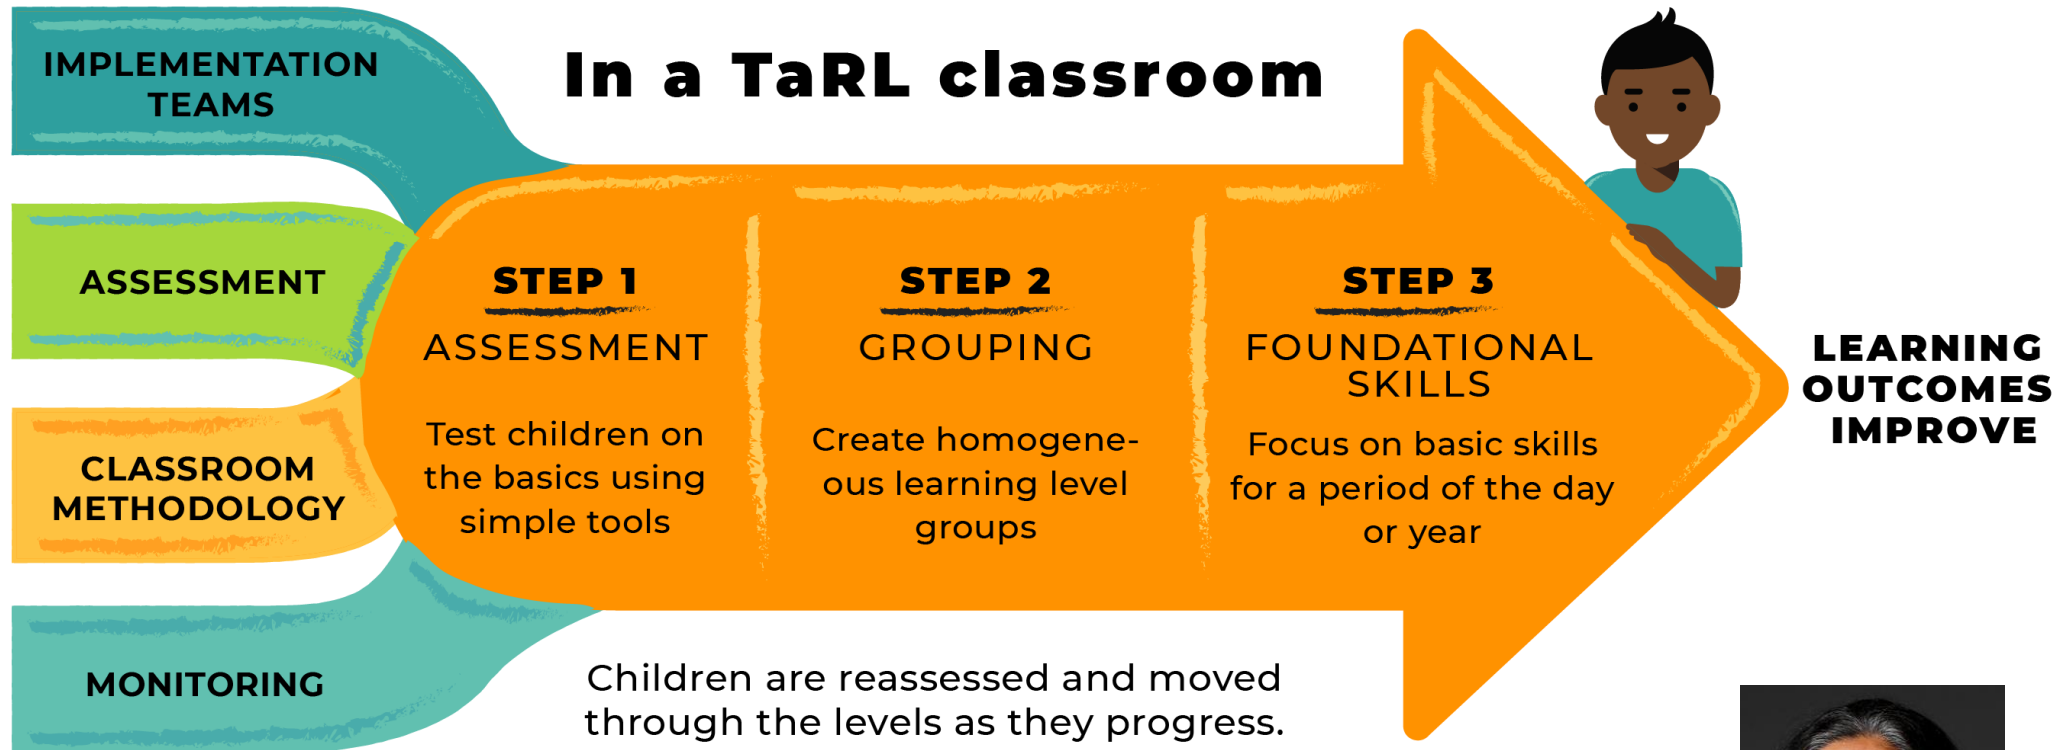 In a TaRL classroom
IMPLEMENTATION
TEAMS
ASSESSMENT
CLASSROOM
METHODOLOGY
MONITORING
STEP 1
ASSESSMENT
Test children on
the basics using
simple tools
STEP 2
GROUPING
Create homogene-
ous learning level
groups
STEP 3
FOUNDATIONAL
SKILLS
Focus on basic skills
for a period of the day
or year
LEARNING
OUTCOMES
IMPROVE
Children are reassessed and moved
through the levels as they progress.